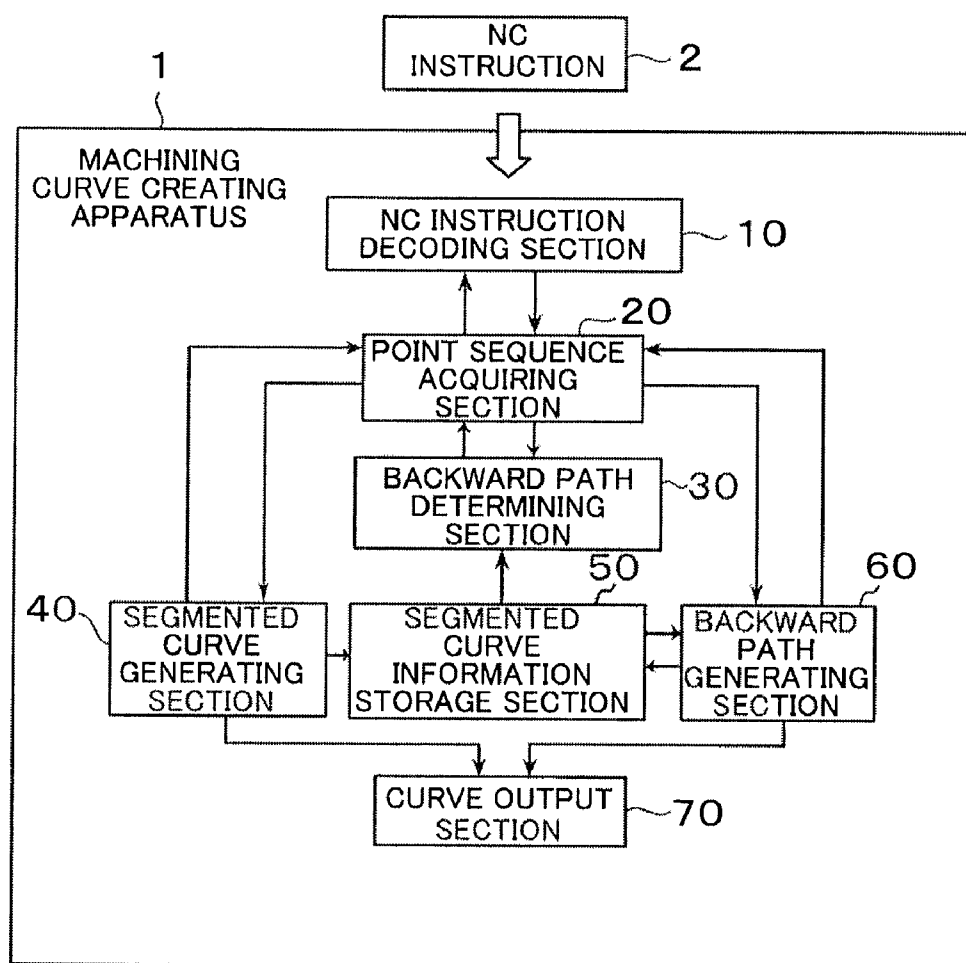 NC
INSTRUCTION
2
1
MACHINING
CURVE CREATING
APPARATUS
NC INSTRUCTION
DECODING SECTION
10
20
POINT SEQUENCE
ACQUIRING
SECTION
BACKWARD PATH
DETERMINING
SECTION
30
40
SEGMENTED
CURVE
GENERATING
SECTION
50
SEGMENTED
CURVE
INFORMATION
STORAGE SECTION
60
BACKWARD
PATH
GENERATING
SECTION
CURVE OUTPUT
SECTION
70